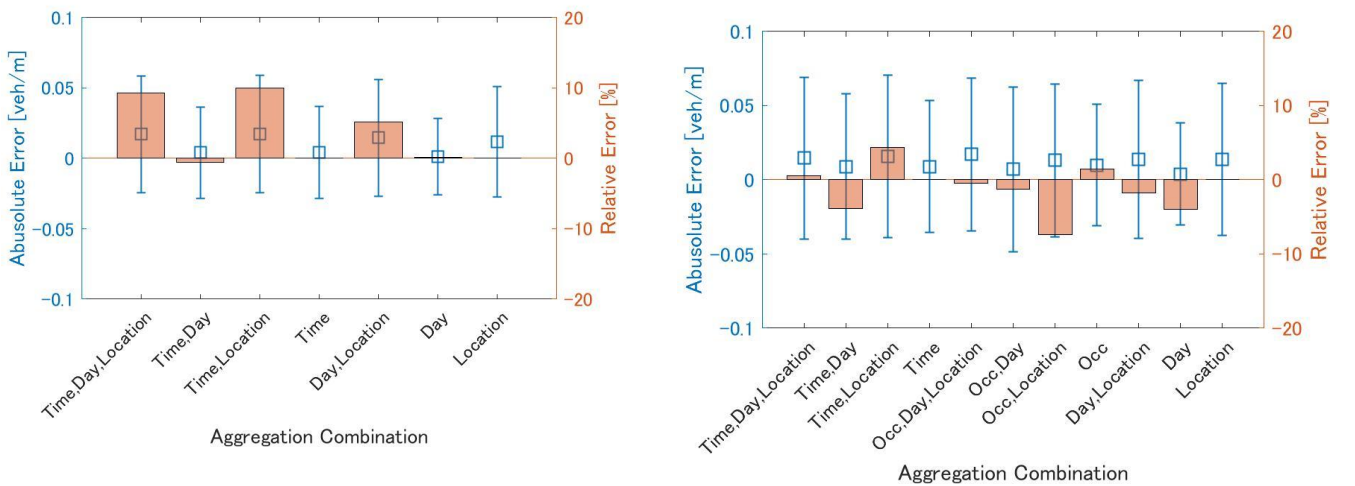 0.1
0.05
0
-0.05
-0.1
Abusolute Error [veh/m]
20
10
0
-10
-20
Relative Error [%]
Time,Day,Location
Time,Day
Time,Location
Time
Day,Location
Day
Location
Aggregation Combination
0.1
0.05
0
-0.05
-0.1
Abusolute Error [veh/m]
20
10
0
-10
-20
Relative Error [%]
Time,Day,Location
Time,Day
Time,Location
Time
Occ,Day,Location
Occ,Day
Occ,Location
Occ
Day,Location
Day
Location
Aggregation Combination